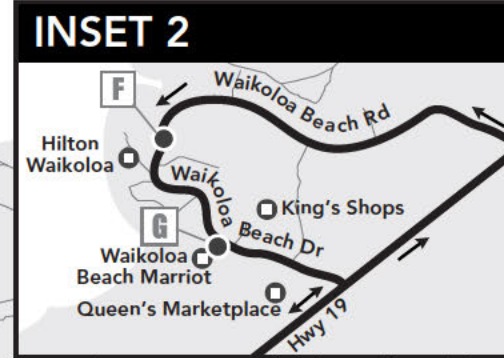 INSET 2
F
Waikoloa Beach Rd
Hilton
Waikoloa
Waikoloa
Beach Dr
King's Shops
G
Waikoloa
Beach Marriot
Queen's Marketplace
Hwy 19